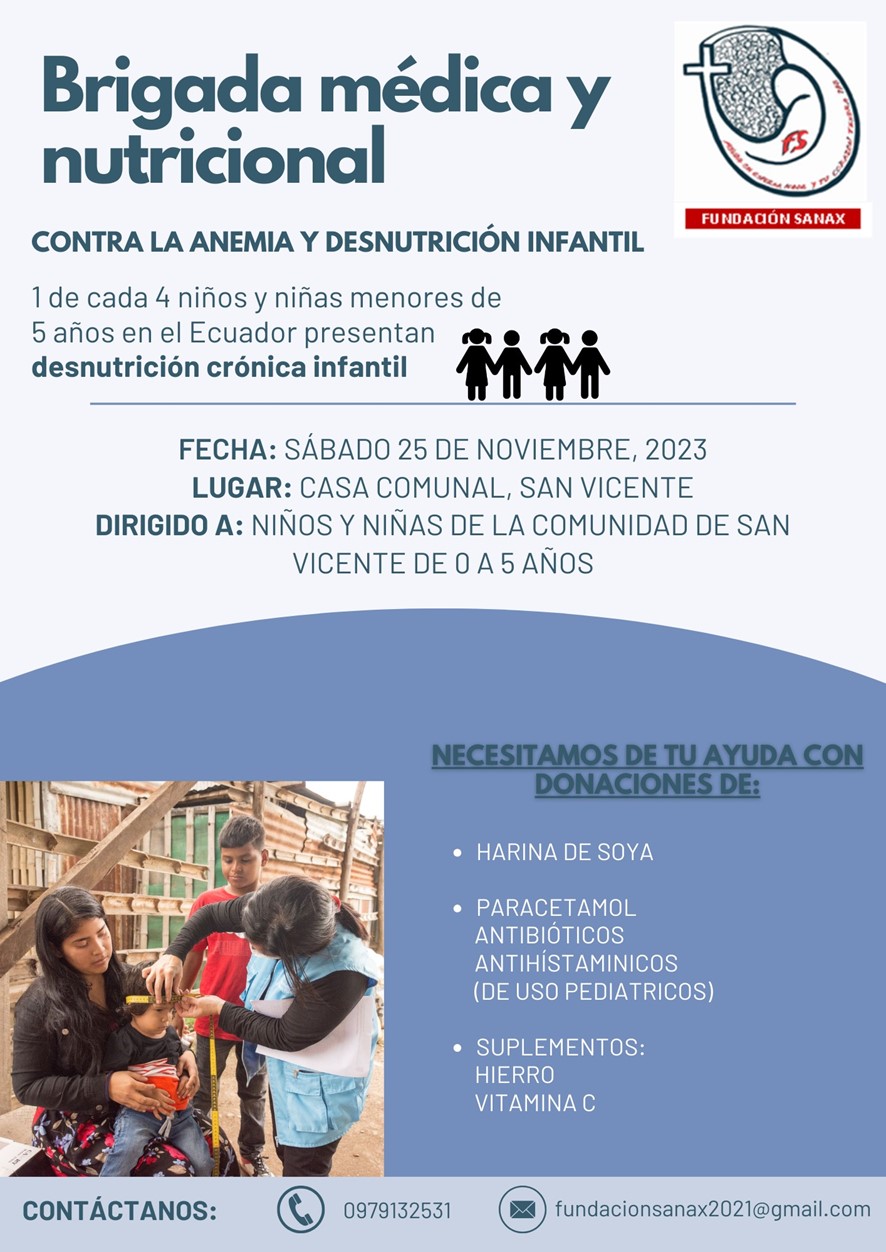 Brigada médica y
nutricional
FUNDACIÓN SANAX
CONTRA LA ANEMIA Y DESNUTRICIÓN INFANTIL
1 de cada 4 niños y niñas menores de
5 años en el Ecuador presentan
desnutrición crónica infantil
FECHA: SÁBADO 25 DE NOVIEMBRE, 2023
LUGAR: CASA COMUNAL, SAN VICENTE
DIRIGIDO A: NIÑOS Y NIÑAS DE LA COMUNIDAD DE SAN
VICENTE DE 0 A 5 AÑOS
NECESITAMOS DE TU AYUDA CON
DONACIONES DE:
• HARINA DE SOYA
• PARACETAMOL
ANTIBIÓTICOS
ANTIHÍSTAMINICOS
(DE USO PEDIATRICOS)
• SUPLEMENTOS:
HIERRO
VITAMINA C
CONTÁCTANOS:
0979132531
fundacionsanax2021@gmail.com